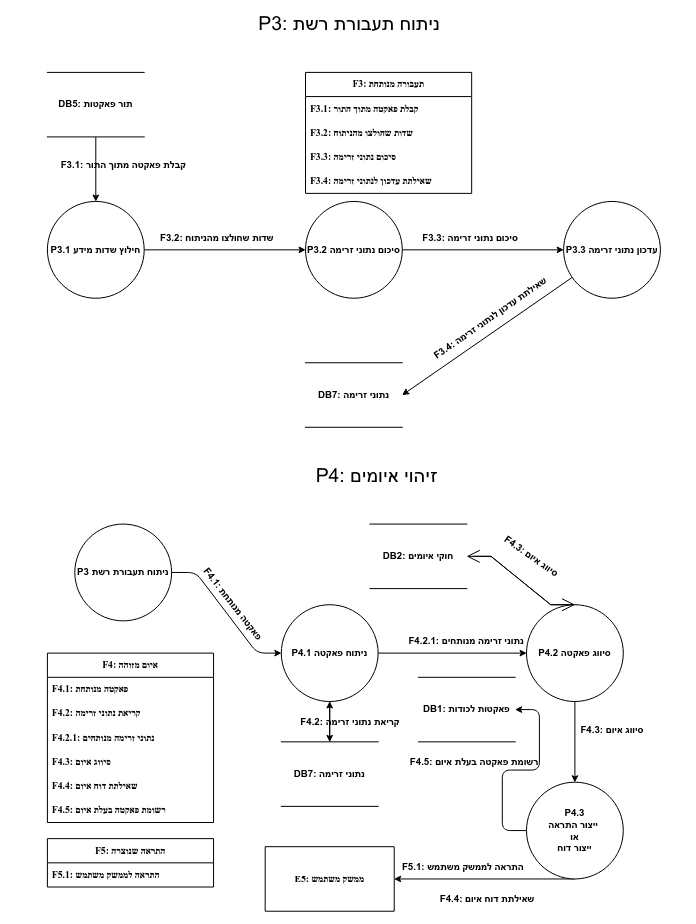 P3: ניתוח תעבורת רשת
DB5: תור פאקטות
F3: תעבורה מנותחת
F3.1: קבלת פאקטה מתוך התור
F3.2: שדות שחולצו מהניתוח
F3.3: סיכום נתוני זרימה
F3.4: שאילתת עדכון לנתוני זרימה
F3.1: קבלת פאקטה מתוך התור
P3.1 חילוץ שדות מידע
F3.2: שדות שחולצו מהניתוח
P3.2 סיכום נתוני זרימה
F3.3: סיכום נתוני זרימה
P3.3 עדכון נתוני זרימה
F3.4: שאילתת עדכון לנתוני זרימה
DB7: נתוני זרימה
P4: זיהוי איומים
P3 ניתוח תעבורת רשת
F4.1: פאקטה מנותחת
DB2: חוקי איומים
F4.3: סיווג איום
P4.1 ניתוח פאקטה
F4.2.1: נתוני זרימה מנותחים
P4.2 סיווג פאקטה
F4: איום מזוהה
F4.1: פאקטה מנותחת
F4.2: קריאת נתוני זרימה
F4.2.1: נתוני זרימה מנותחים
F4.3: סיווג איום
F4.4: שאילתת דוח איום
F4.5: רשומת פאקטה בעלת איום
F4.2: קריאת נתוני זרימה
DB7: נתוני זרימה
DB1: פאקטות לכודות
F4.3: סיווג איום
F4.5: רשומת פאקטה בעלת איום
P4.3
ייצור התראה
או
ייצור דוח
F5: התראה שנוצרה
F5.1: התראה לממשק משתמש
E5: ממשק משתמש
F5.1: התראה לממשק משתמש
F4.4: שאילתת דוח איום